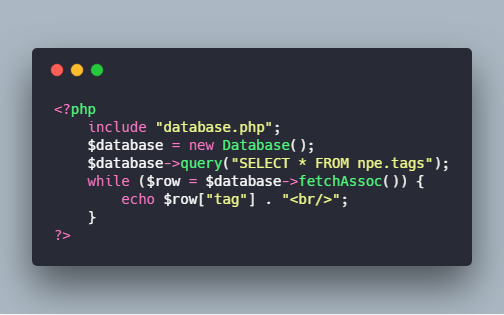 <?php
    include "database.php";
    $database = new Database();
    $database->query("SELECT * FROM npe.tags");
    while ($row = $database->fetchAssoc()) {
        echo $row["tag"] . "<br/>";
    }
?>